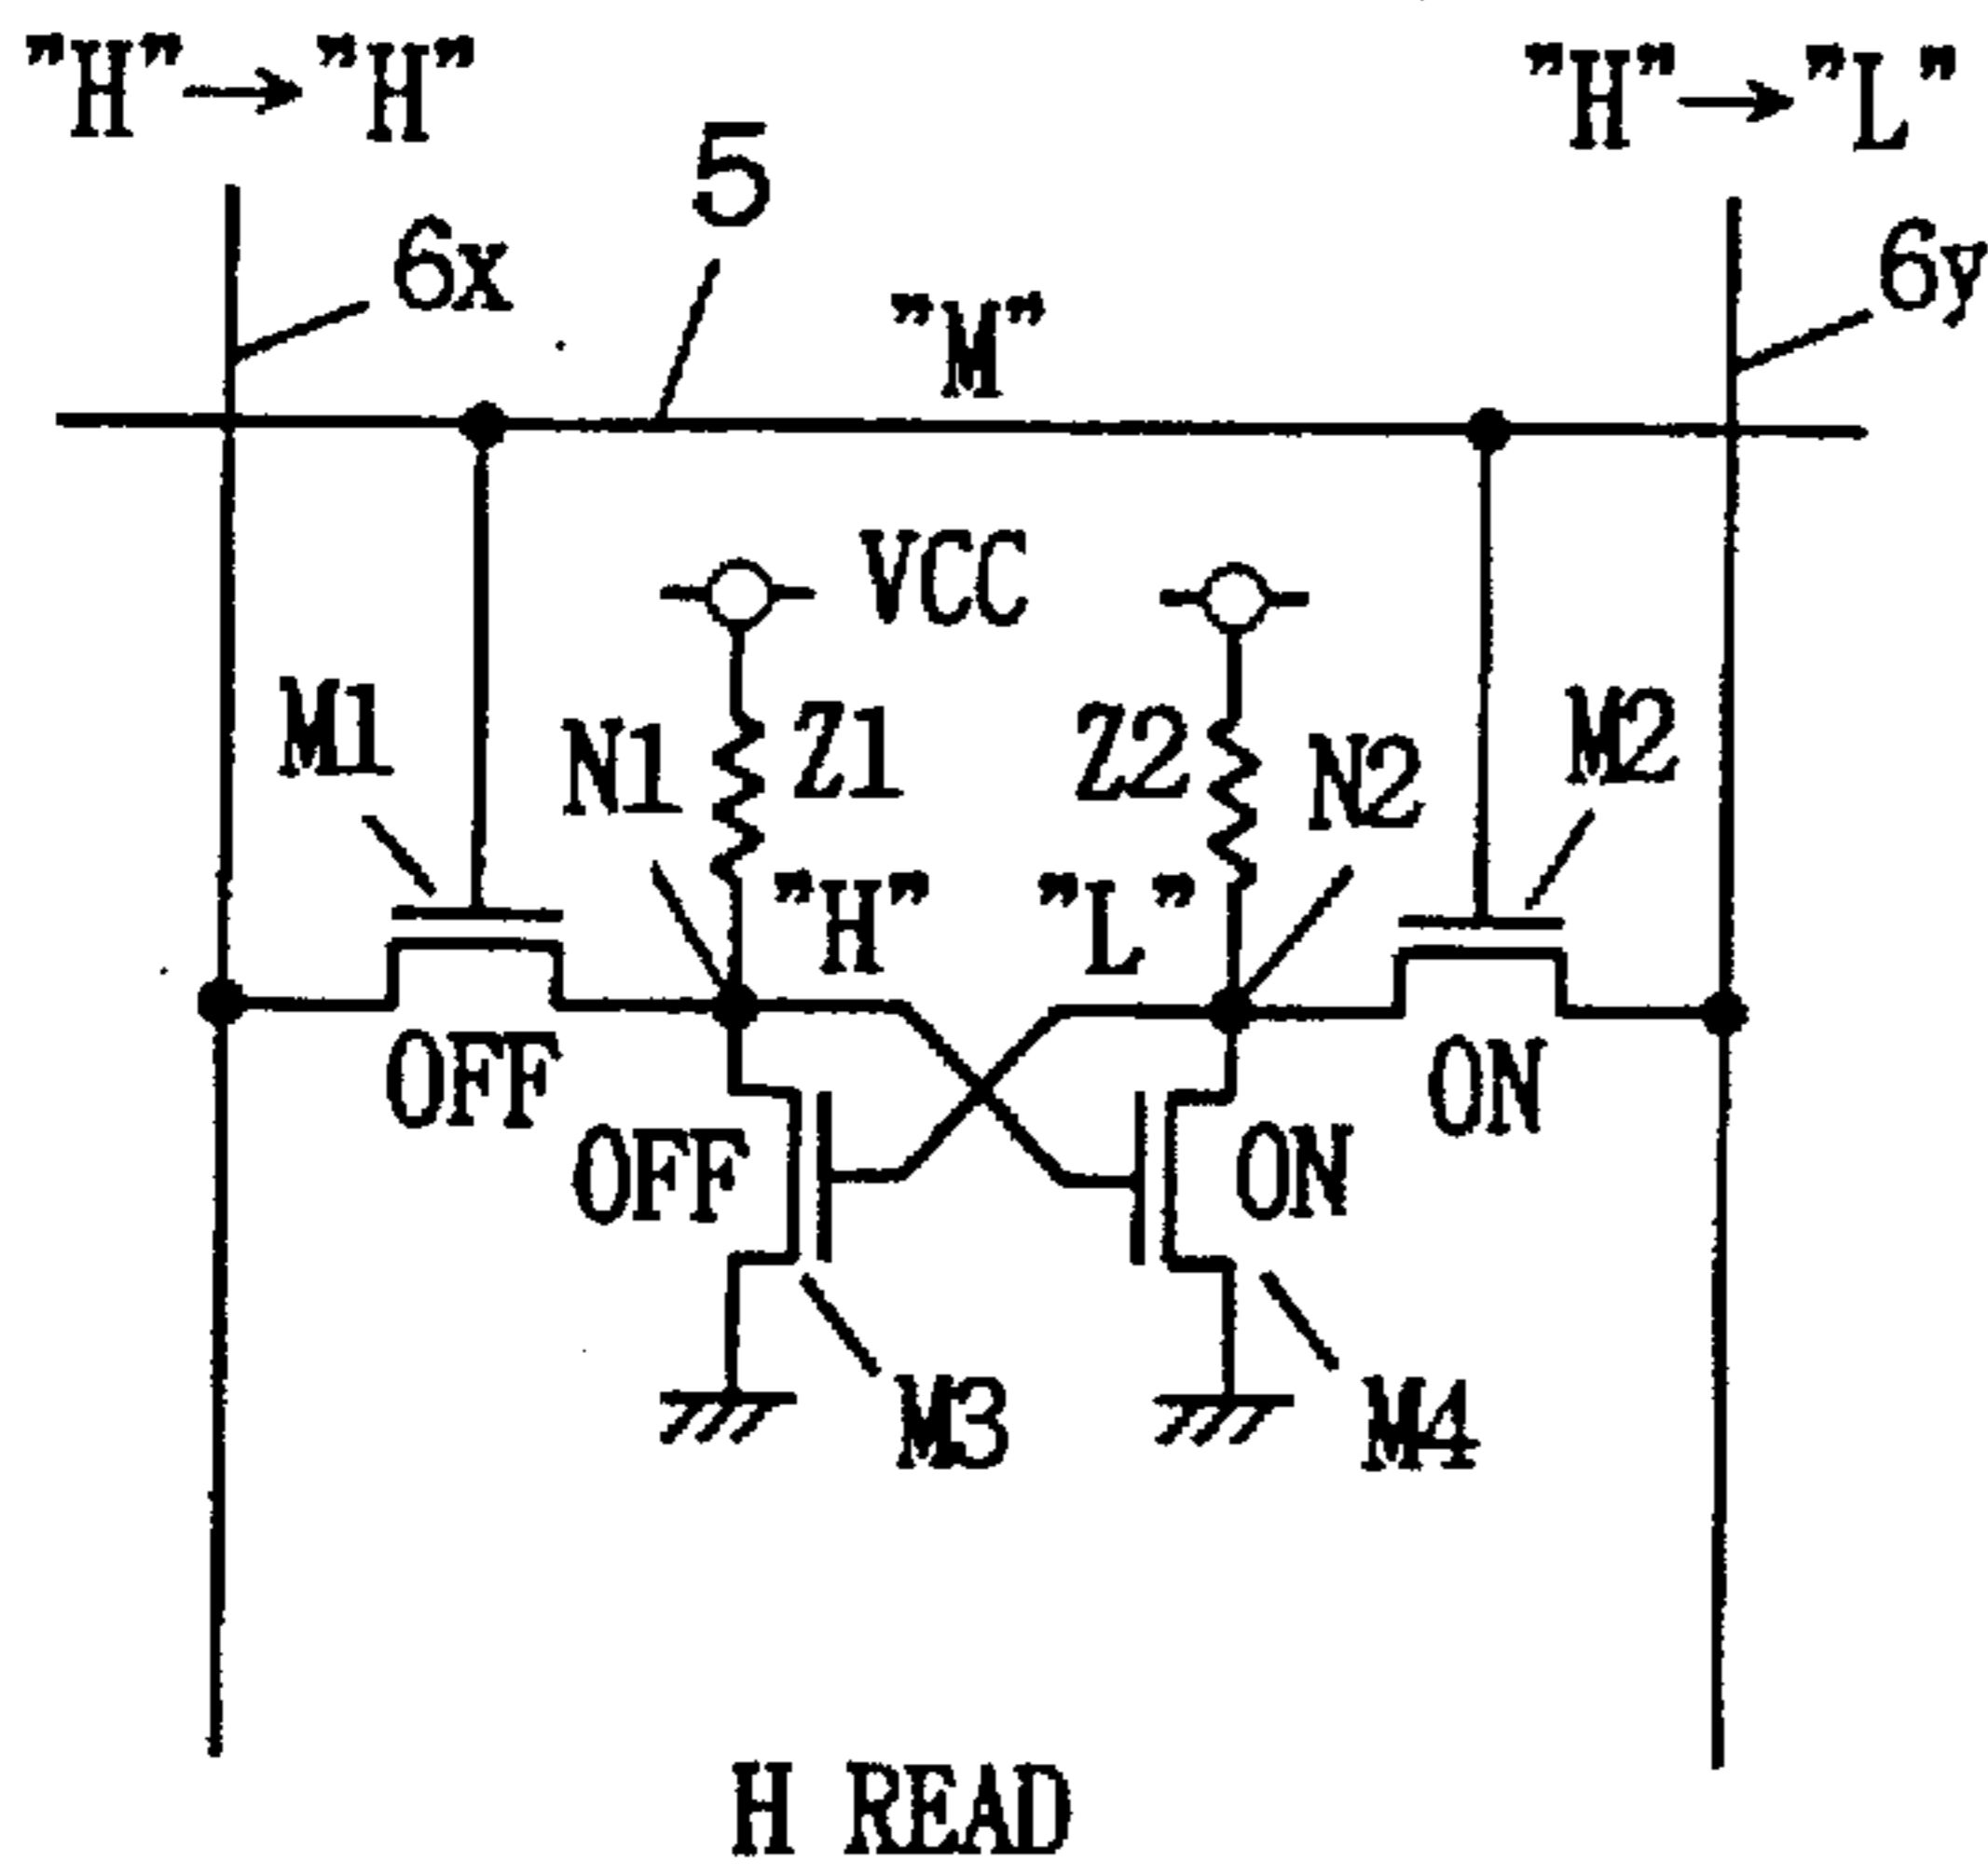 "H"→"H"
"H"→"L"
5
6x
6y
"M"
VCC
M1
N1
Z1
Z2
N2
M2
"H"
"L"
OFF
ON
OFF
ON
M3
M4
H READ